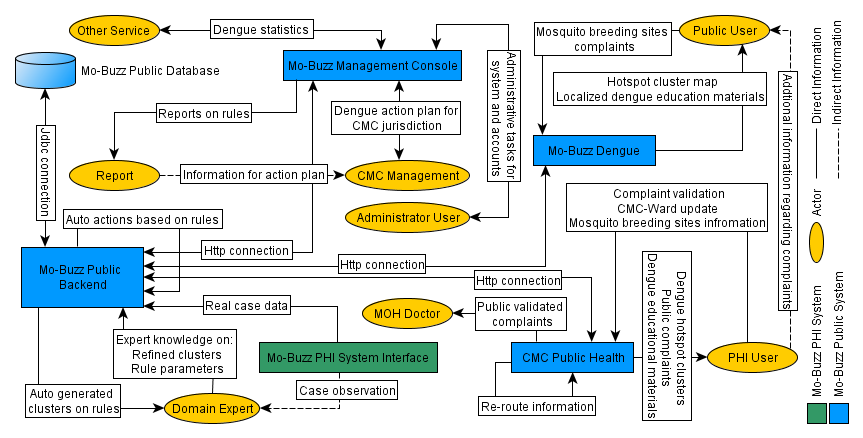 Other Service
Dengue statistics
Mo-Buzz Public Database
Mo-Buzz Management Console
Administrative tasks for
system and accounts
Mosquito breeding sites
complaints
Public User
Hotspot cluster map
Localized dengue education materials
Addtional information regarding complaints
Direct Information
Indirect Information
Reports on rules
Dengue action plan for
CMC jurisdiction
Jdbc connection
Mo-Buzz Dengue
Report
Information for action plan
CMC Management
Complaint validation
CMC-Ward update
Mosquito breeding sites infromation
Actor
Auto actions based on rules
Administrator User
Http connection
Http connection
Http connection
Mo-Buzz Public
Backend
Real case data
MOH Doctor
Public validated
complaints
Dengue hotspot clusters
Public complaints
Dengue educational materials
Mo-Buzz PHI System
Mo-Buzz Public System
Expert knowledge on:
Refined clusters
Rule parameters
Mo-Buzz PHI System Interface
CMC Public Health
PHI User
Case observation
Auto generated
clusters on rules
Domain Expert
Re-route information